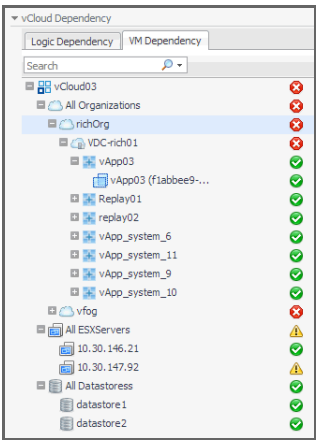 vCloud Dependency
Logic Dependency VM Dependency
Search
vCloud03
All Organizations
richOrg
VDC-rich01
vApp03
vApp03 (f1abbee9-...
Replay01
replay02
vApp_system_6
vApp_system_11
vApp_system_9
vApp_system_10
vfog
All ESXServers
10.30.146.21
10.30.147.92
All Datastoress
datastore1
datastore2